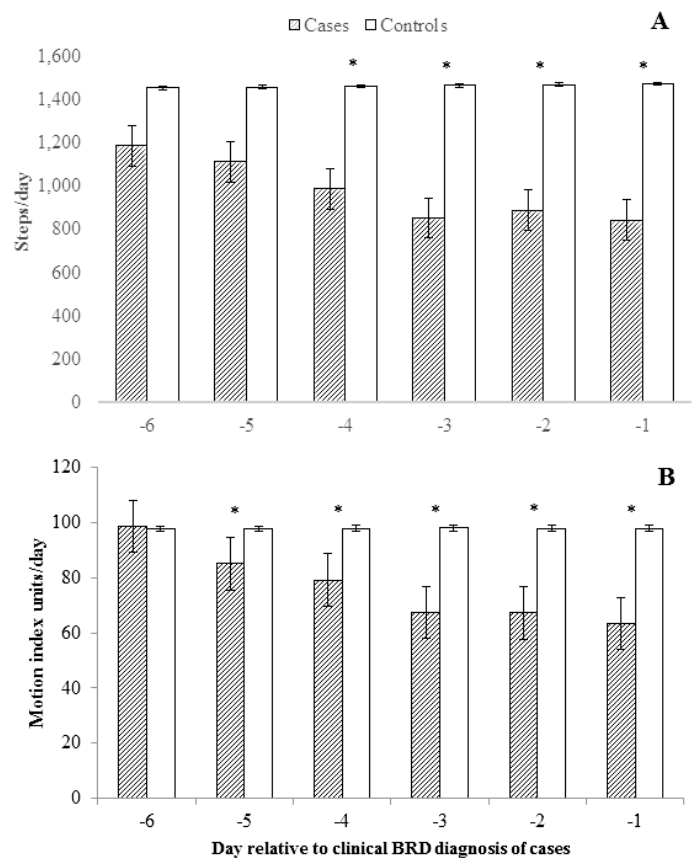 Cases Controls A
1,600
* * * *
1,400
1,200
1,000
800
600
400
200
0
Steps/day
-6 -5 -4 -3 -2 -1
B
120
* * * * *
100
80
60
40
20
0
Motion index units/day
-6 -5 -4 -3 -2 -1
Day relative to clinical BRD diagnosis of cases